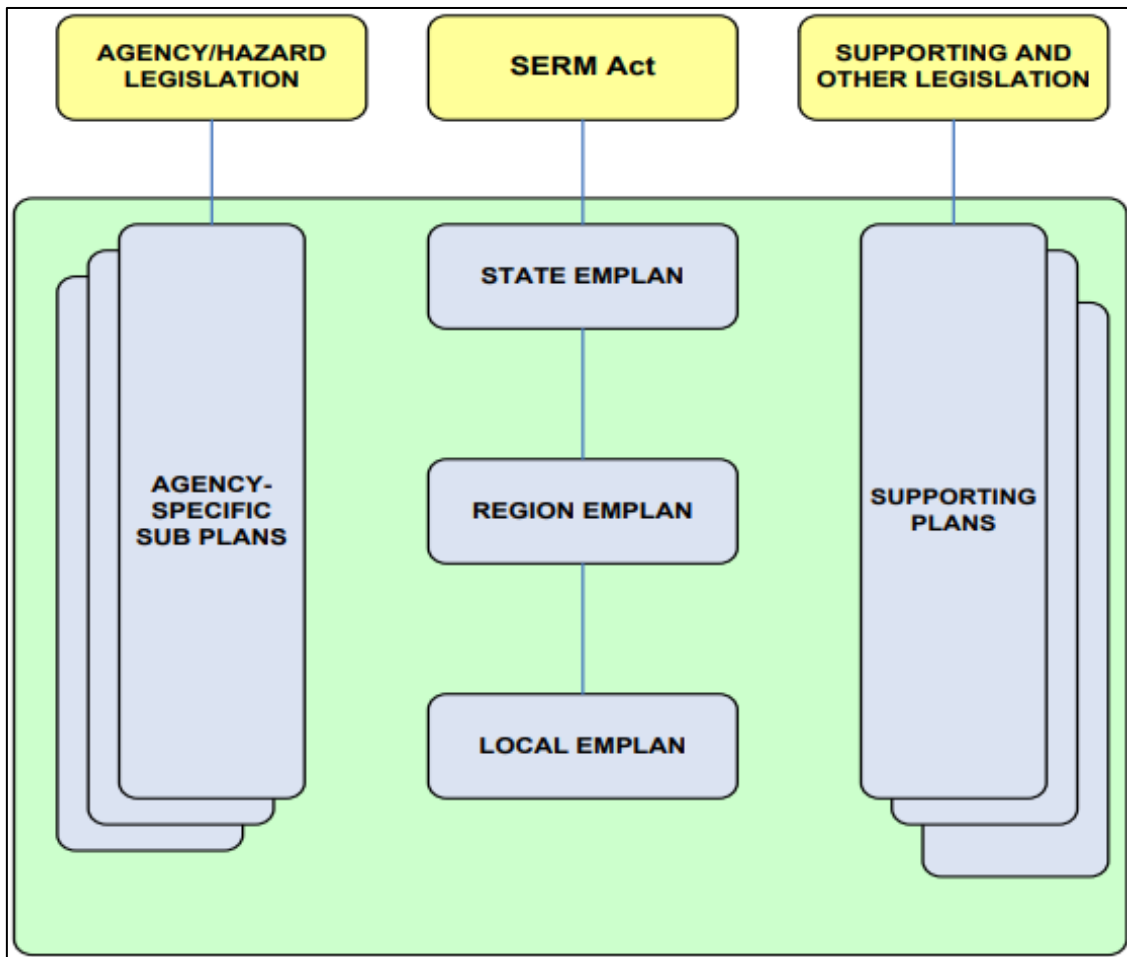 AGENCY/HAZARD
LEGISLATION
SERM Act
SUPPORTING AND
OTHER LEGISLATION
STATE EMPLAN
AGENCY-
SPECIFIC
SUB PLANS
REGION EMPLAN
SUPPORTING
PLANS
LOCAL EMPLAN